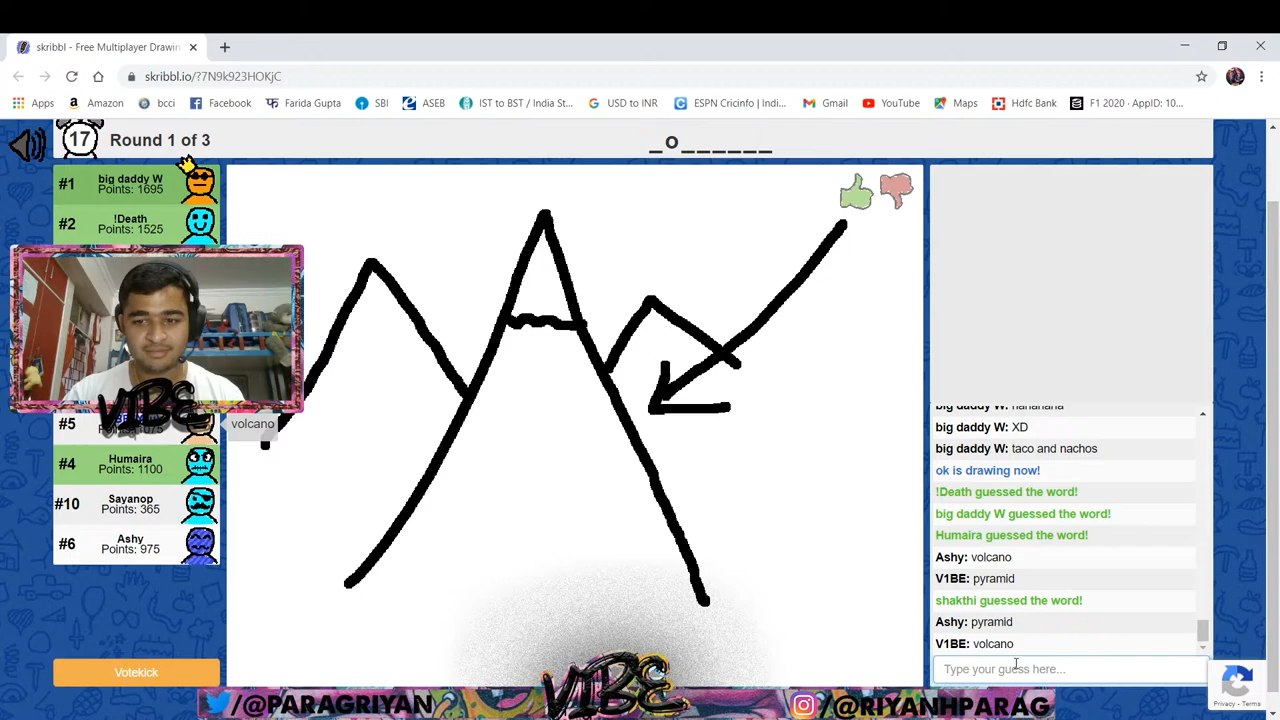 skribbl - Free Multiplayer Drawin
skribbl.io/?7N9k923HOKjC
Apps Amazon bcci Facebook Farida Gupta SBI ASEB IST to BST / India St... USD to INR ESPN Cricinfo | Indi... Gmail YouTube Maps Hdfc Bank F1 2020 · AppID: 10...
17 Round 1 of 3 _o______
#1 big daddy W
Points: 1695
#2 !Death
Points: 1525
VIBE
#5
volcano
#4 Humaira
Points: 1100
#10 Sayanop
Points: 365
#6 Ashy
Points: 975
Votekick
big daddy W: XD
big daddy W: taco and nachos
ok is drawing now!
!Death guessed the word!
big daddy W guessed the word!
Humaira guessed the word!
Ashy: volcano
V1BE: pyramid
shakthi guessed the word!
Ashy: pyramid
V1BE: volcano
Type your guess here...
Privacy - Terms
/@PARAGRIYAN
VIBE
/@RIYANHPARAG